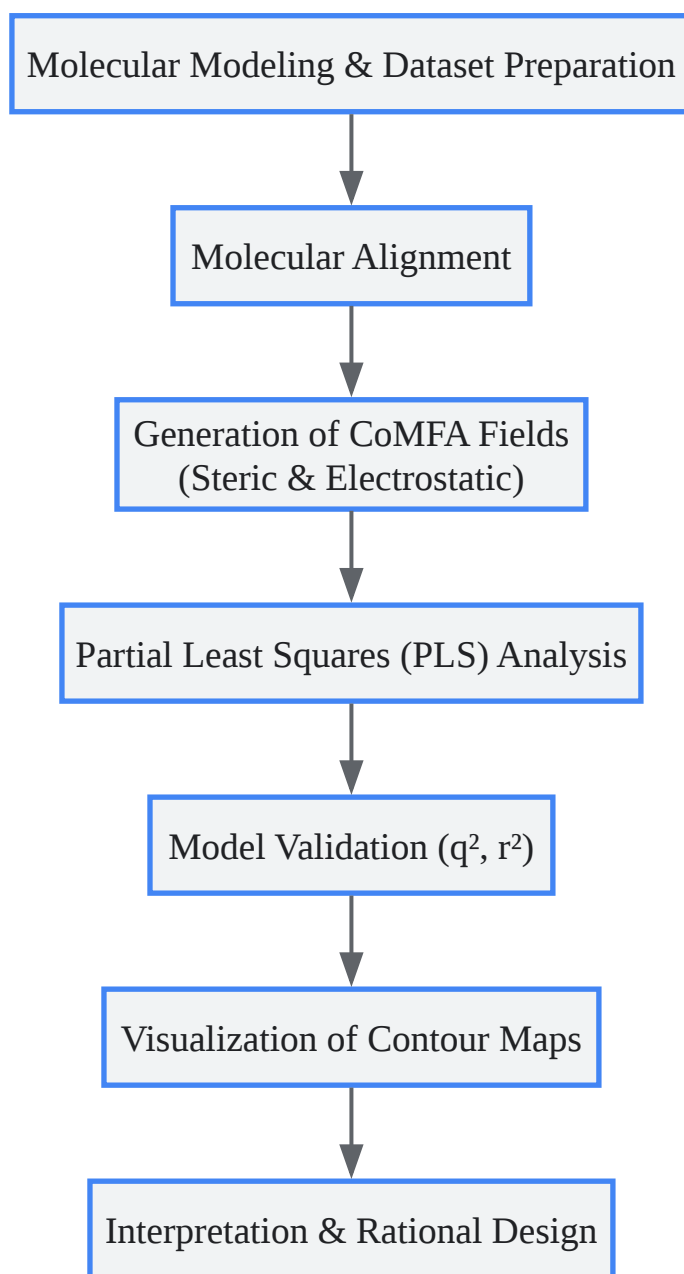 Molecular Modeling & Dataset Preparation
Molecular Alignment
Generation of CoMFA Fields
(Steric & Electrostatic)
Partial Least Squares (PLS) Analysis
Model Validation (q², r²)
Visualization of Contour Maps
Interpretation & Rational Design